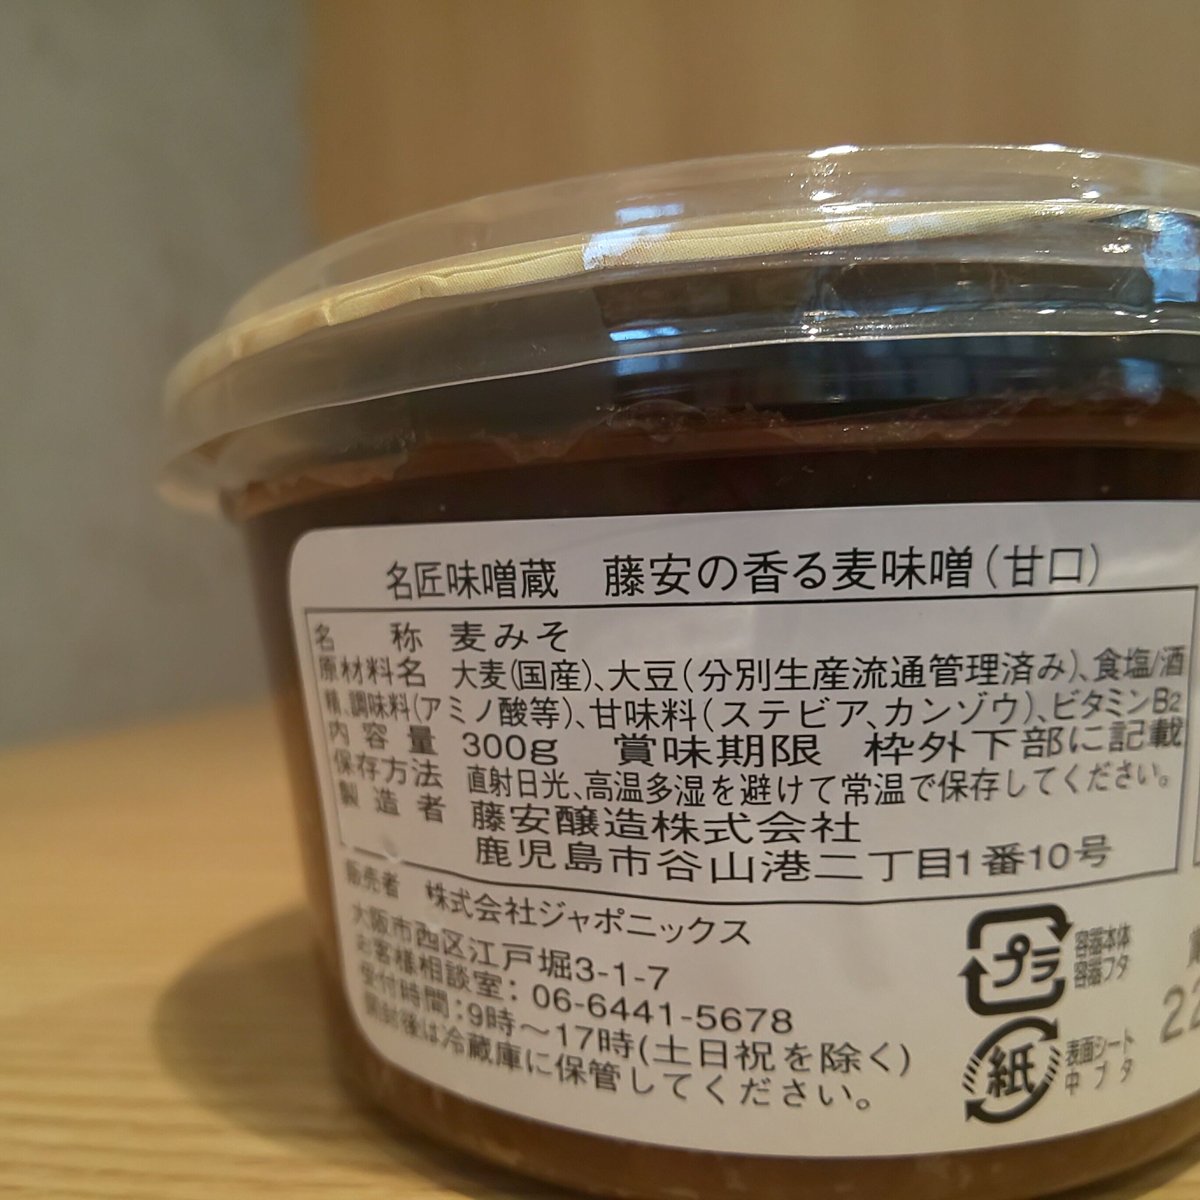 名匠味噌蔵 藤安の香る麦味噌(甘口)
名称 麦みそ
原材料名 大麦(国産)、大豆(分別生産流通管理済み)、食塩/酒
精、調味料(アミノ酸等)、甘味料(ステビア、カンゾウ)、ビタミンB2
内容量 300g 賞味期限 枠外下部に記載
保存方法 直射日光、高温多湿を避けて常温で保存してください。
製造者 藤安醸造株式会社
鹿児島市谷山港二丁目1番10号
販売者 株式会社ジャポニックス
大阪市西区江戸堀3-1-7
お客様相談室:06-6441-5678
受付時間:9時~17時(土日祝を除く)
開封後は冷蔵庫に保管してください。
プラ
容器本体
容器フタ
紙
表面シート
中ブタ